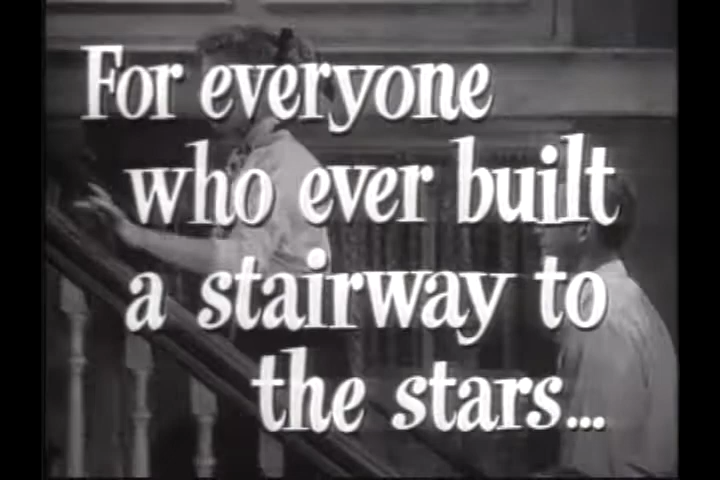 For everyone
who ever built
a stairway to
the stars...